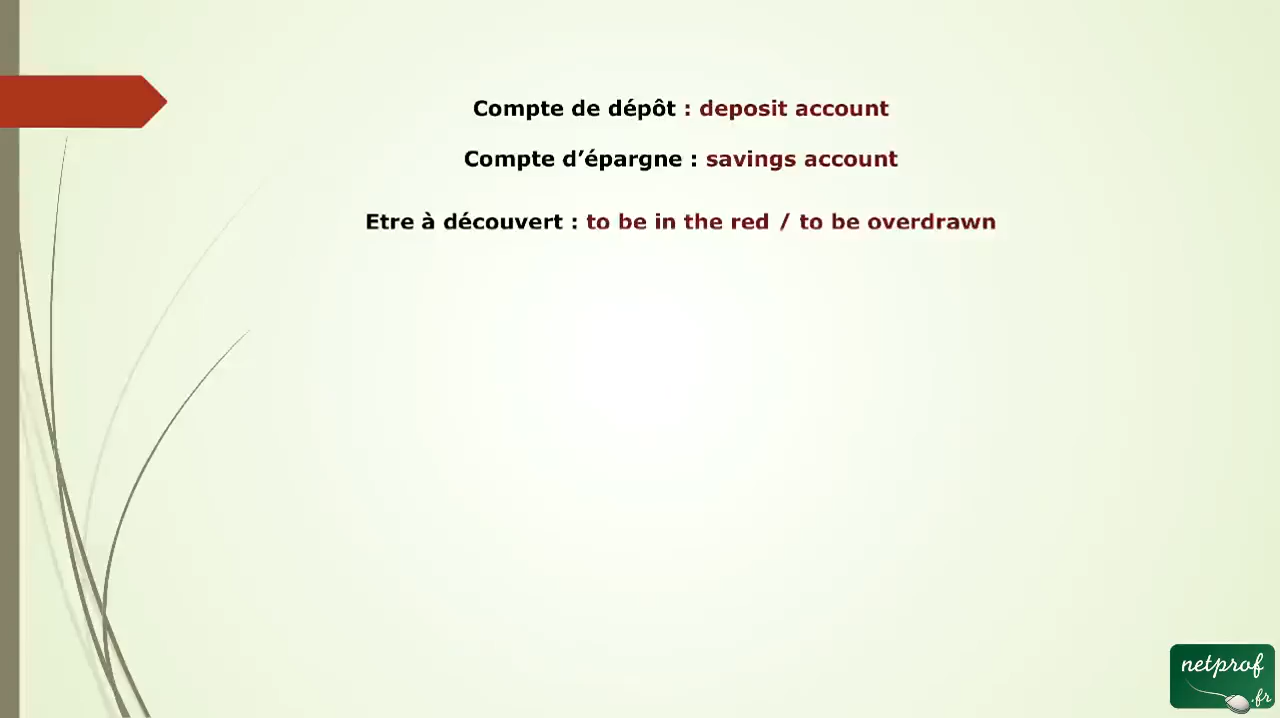 Compte de dépôt : deposit account
Compte d’épargne : savings account
Etre à découvert : to be in the red / to be overdrawn
netprof
.fr